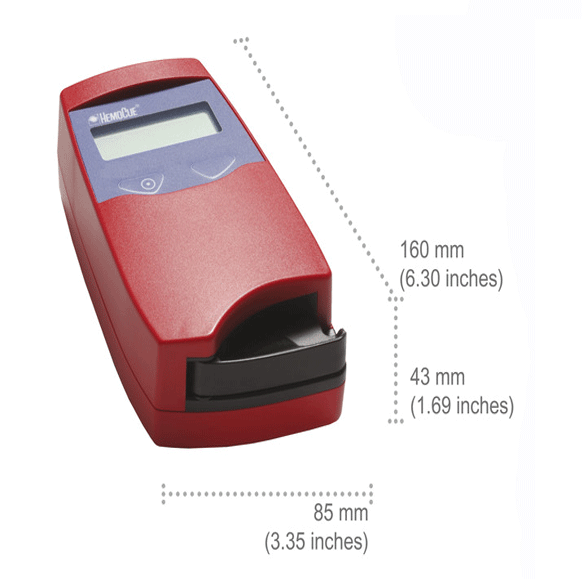 HEMOCUE®
160 mm
(6.30 inches)
43 mm
(1.69 inches)
85 mm
(3.35 inches)